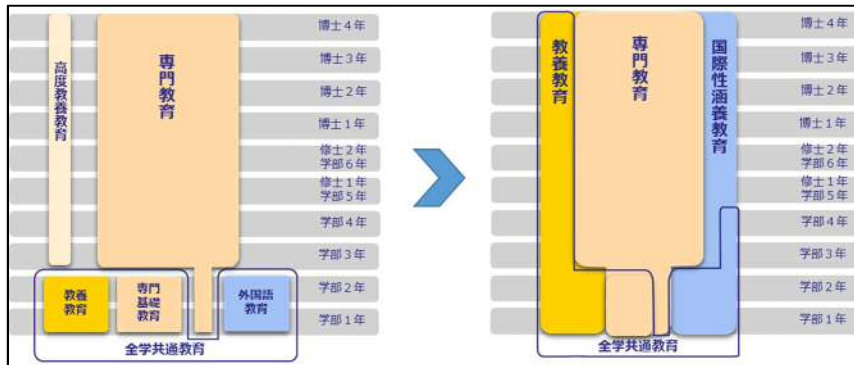 高度教養教育
専門教育
教養
教育
専門
基礎
教育
外国語
教育
全学共通教育
博士4年
博士3年
博士2年
博士1年
修士2年
学部6年
修士1年
学部5年
学部4年
学部3年
学部2年
学部1年
教養教育
専門教育
国際性涵養教育
全学共通教育
博士4年
博士3年
博士2年
博士1年
修士2年
学部6年
修士1年
学部5年
学部4年
学部3年
学部2年
学部1年